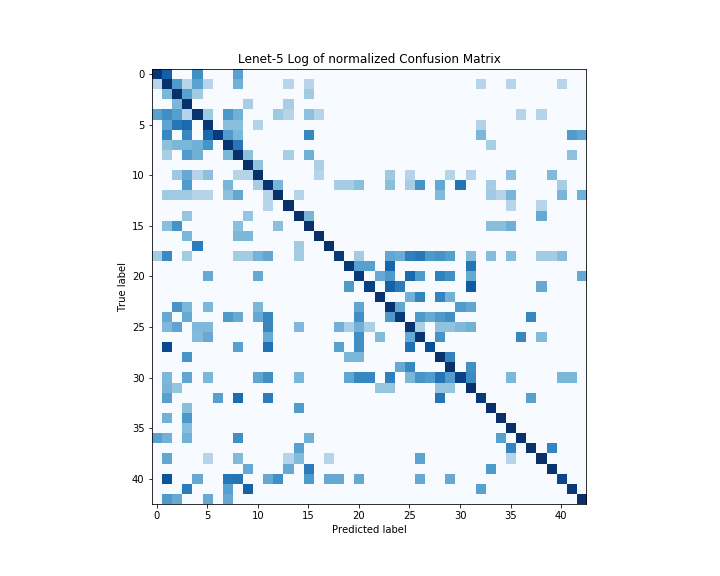 Lenet-5 Log of normalized Confusion Matrix
True label
0
5
10
15
20
25
30
35
40
0 5 10 15 20 25 30 35 40
Predicted label